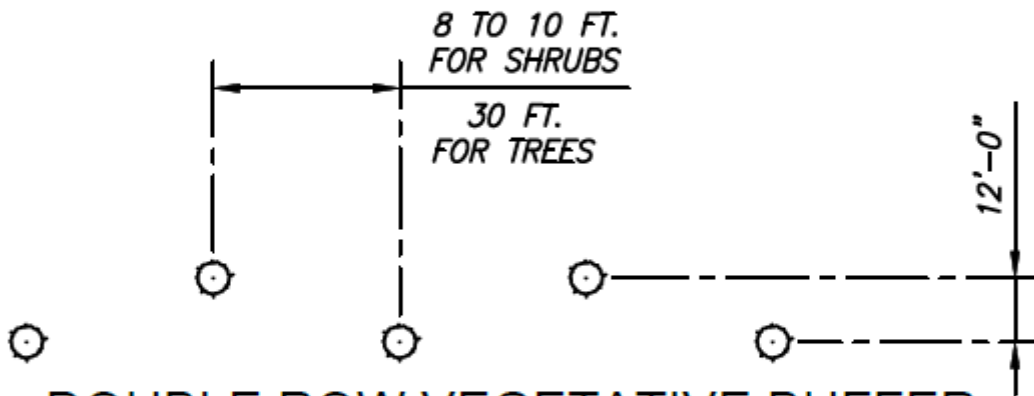 8 TO 10 FT.
FOR SHRUBS
30 FT.
FOR TREES
12'-0"
DOUBLE ROW VEGETATIVE BUFFER